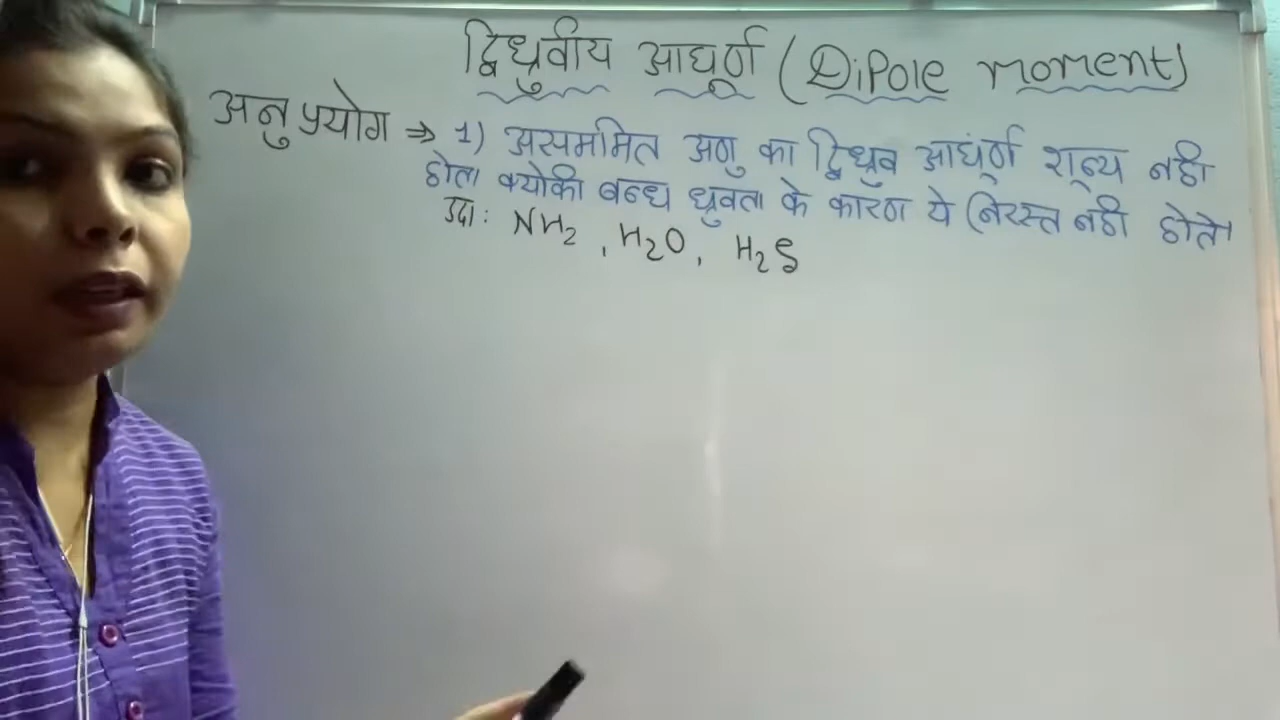 द्विध्रुवीय आघूर्ण (Dipole moment)
अनुप्रयोग ⇒ 1) असममित अणु का द्विध्रुव आघूंर्ण शून्य नही
होता क्योकी बन्ध ध्रुवता के कारण ये निरस्त नही होते।
उदा: NH2 , H2O, H2S